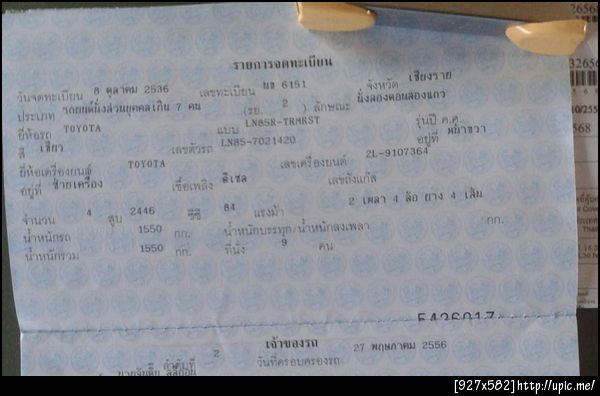 รายการจดทะเบียน
วันจดทะเบียน 8 ตุลาคม 2536 เลขทะเบียน 6151 จังหวัด เชียงราย
ประเภท รถยนต์นั่งส่วนบุคคลเกิน 7 คน (รย. 2) ลักษณะ นั่งสองตอนสองแถว
ยี่ห้อรถ TOYOTA แบบ LN85R-TRMRST รุ่นปี ค.ศ.
สี เขียว เลขตัวรถ LN85-7021420 อยู่ที่ หน้าขวา
ยี่ห้อเครื่องยนต์ TOYOTA เลขเครื่องยนต์ 2L-9107364
อยู่ที่ ซ้ายเครื่อง เชื้อเพลิง ดีเซล เลขถังแก๊ส
จำนวน 4 สูบ 2446 ซีซี 84 แรงม้า 2 เพลา 4 ล้อ ยาง 4 เส้น
น้ำหนักรถ 1550 กก. น้ำหนักบรรทุก/น้ำหนักลงเพลา กก.
น้ำหนักรวม 1550 กก. ที่นั่ง 9 คน
5426017
เจ้าของรถ
ลำดับที่ 2 วันที่ครอบครองรถ 27 พฤษภาคม 2556
[927x582]http://upic.me/